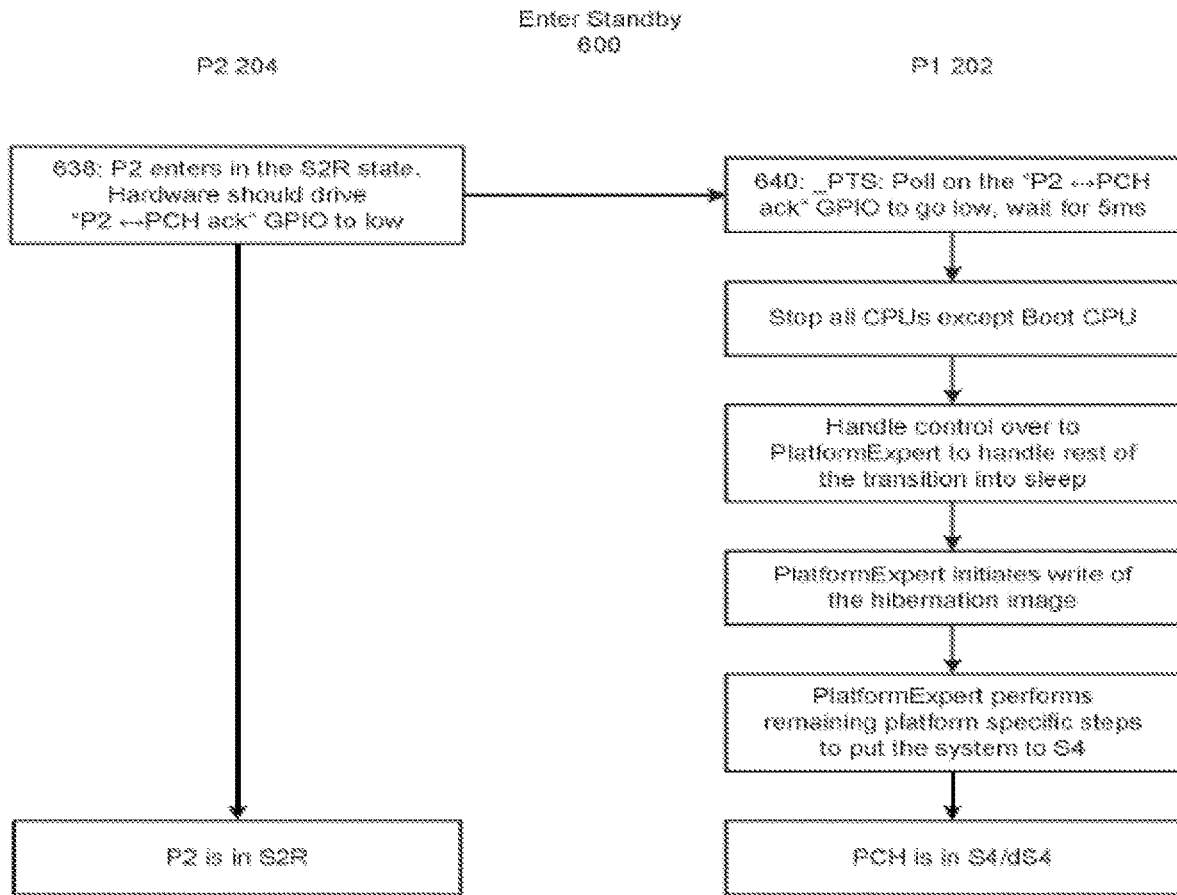 Enter Standby
600
P2 204
P1 202
638: P2 enters in the S2R state.
Hardware should drive
"P2 ↔PCH ack" GPIO to low
640: _PTS: Poll on the "P2 ↔PCH
ack" GPIO to go low, wait for 5ms
Stop all CPUs except Boot CPU
Handle control over to
PlatformExpert to handle rest of
the transition into sleep
PlatformExpert initiates write of
the hibernation image
PlatformExpert performs
remaining platform specific steps
to put the system to S4
P2 is in S2R
PCH is in S4/dS4